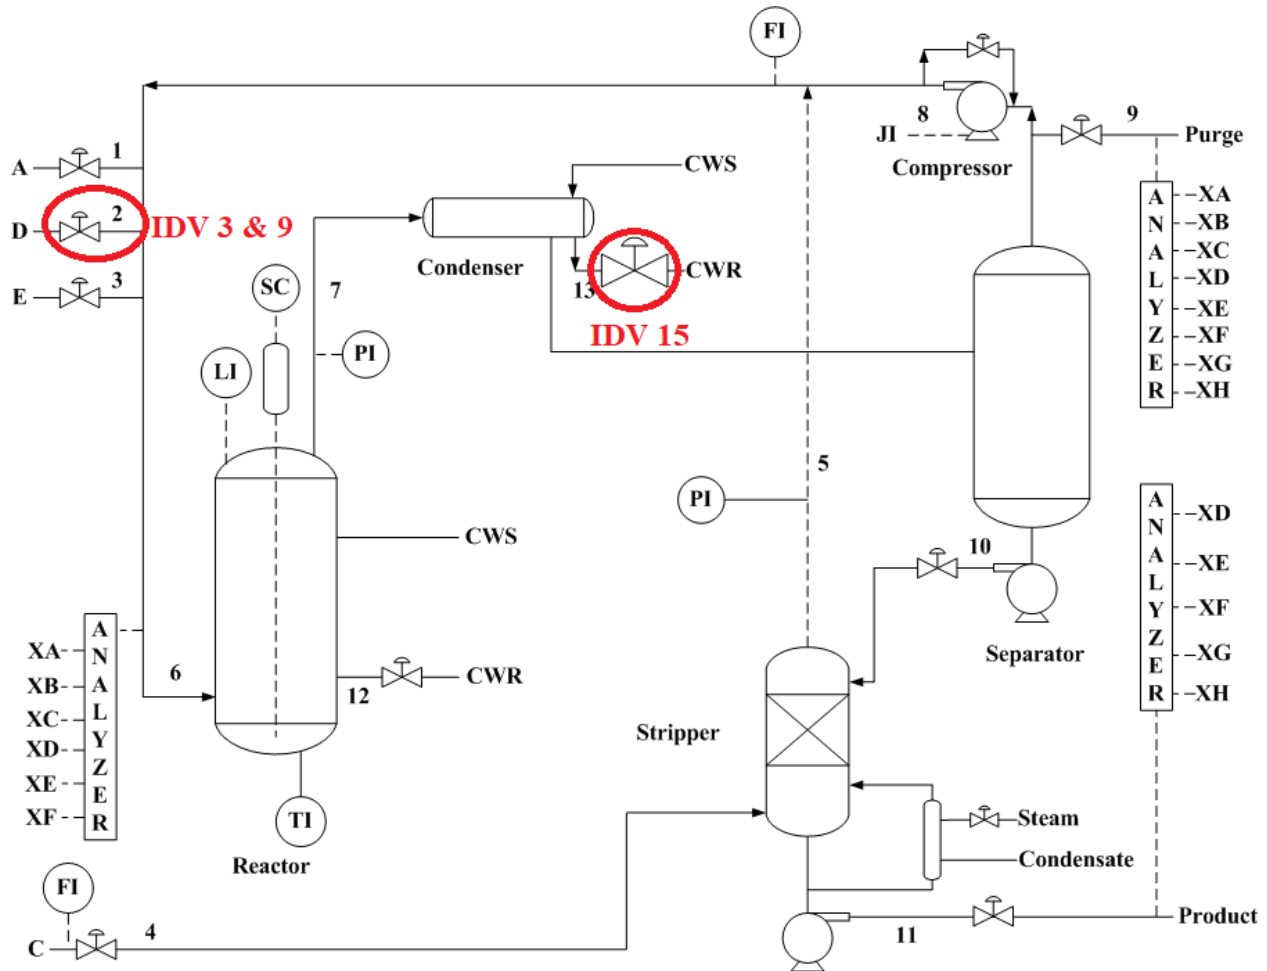 FI
8
9
JI
Compressor
Purge
A 1
D 2
IDV 3 & 9
E 3
CWS
Condenser
CWR
13
IDV 15
7
SC
LI
PI
A
N
A
L
Y
Z
E
R
XA
XB
XC
XD
XE
XF
XG
XH
5
PI
CWS
10
Separator
A
N
A
L
Y
Z
E
R
XD
XE
XF
XG
XH
A
N
A
L
Y
Z
E
R
XA
XB
XC
XD
XE
XF
6
12
CWR
TI
Reactor
Stripper
Steam
Condensate
FI
C
4
11
Product